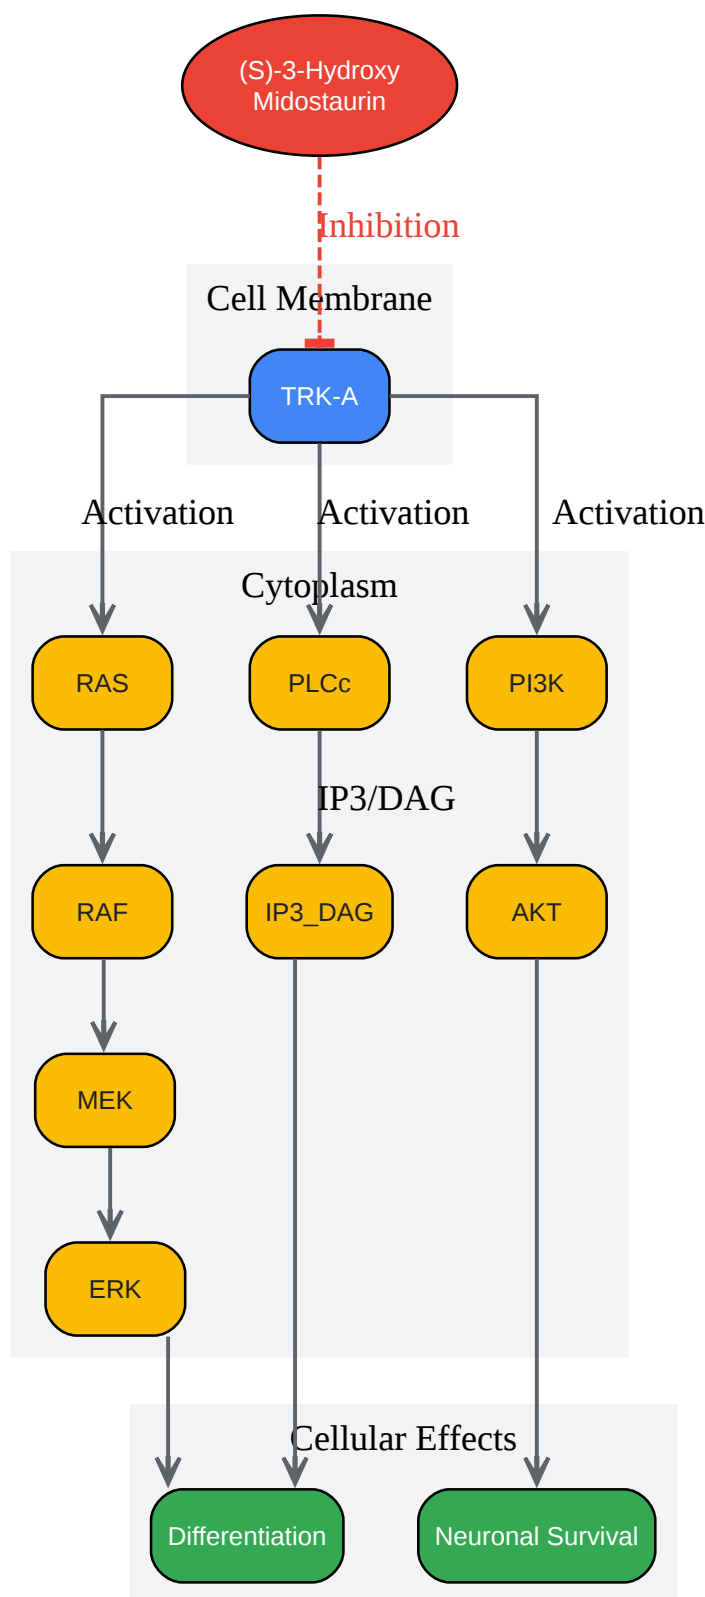 (S)-3-Hydroxy
Midostaurin
Inhibition
Cell Membrane
TRK-A
Activation
Activation
Activation
Cytoplasm
RAS
PLCc
PI3K
IP3/DAG
RAF
IP3_DAG
AKT
MEK
ERK
Cellular Effects
Differentiation
Neuronal Survival